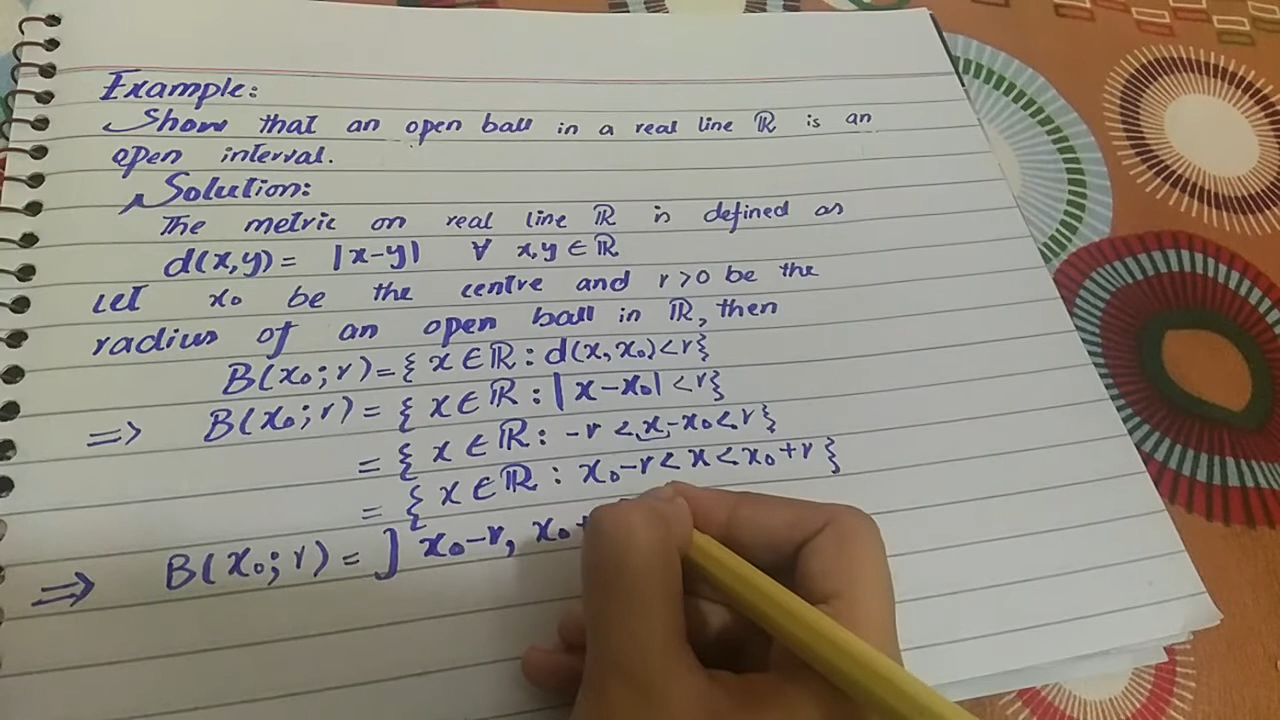 Example:
Show that an open ball in a real line ℝ is an
open interval.
Solution:
The metric on real line ℝ is defined as
d(x,y) = |x-y| ∀ x,y ∈ ℝ
Let x₀ be the centre and r>0 be the
radius of an open ball in ℝ, then
B(x₀;r) = { x ∈ ℝ : d(x,x₀)<r}
=> B(x₀;r) = { x ∈ ℝ : |x-x₀| <r}
= { x ∈ ℝ : -r < x-x₀ < r}
= { x ∈ ℝ : x₀-r < x < x₀+r }
=> B(x₀;r) = ] x₀-r, x₀+